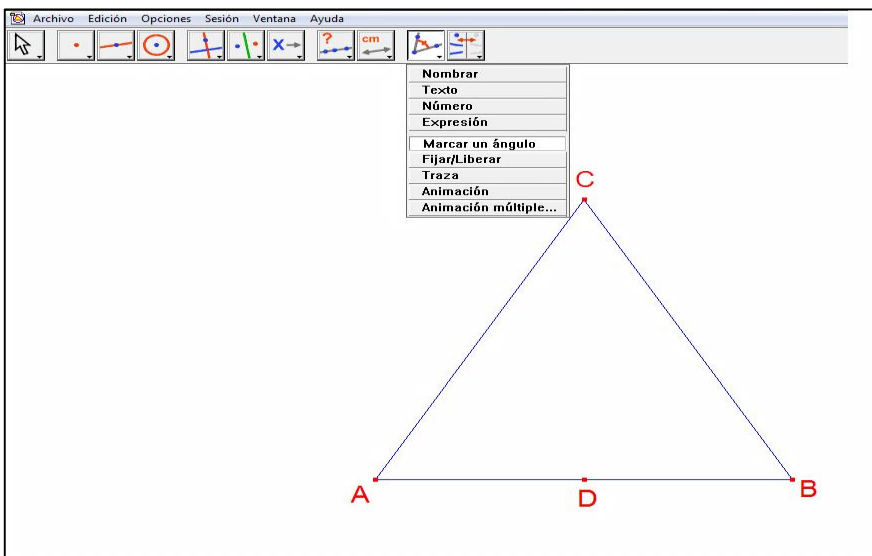 Archivo Edición Opciones Sesión Ventana Ayuda
X
?
cm
Nombrar
Texto
Número
Expresión
Marcar un ángulo
Fijar/Liberar
Traza
Animación
Animación múltiple...
C
A
D
B